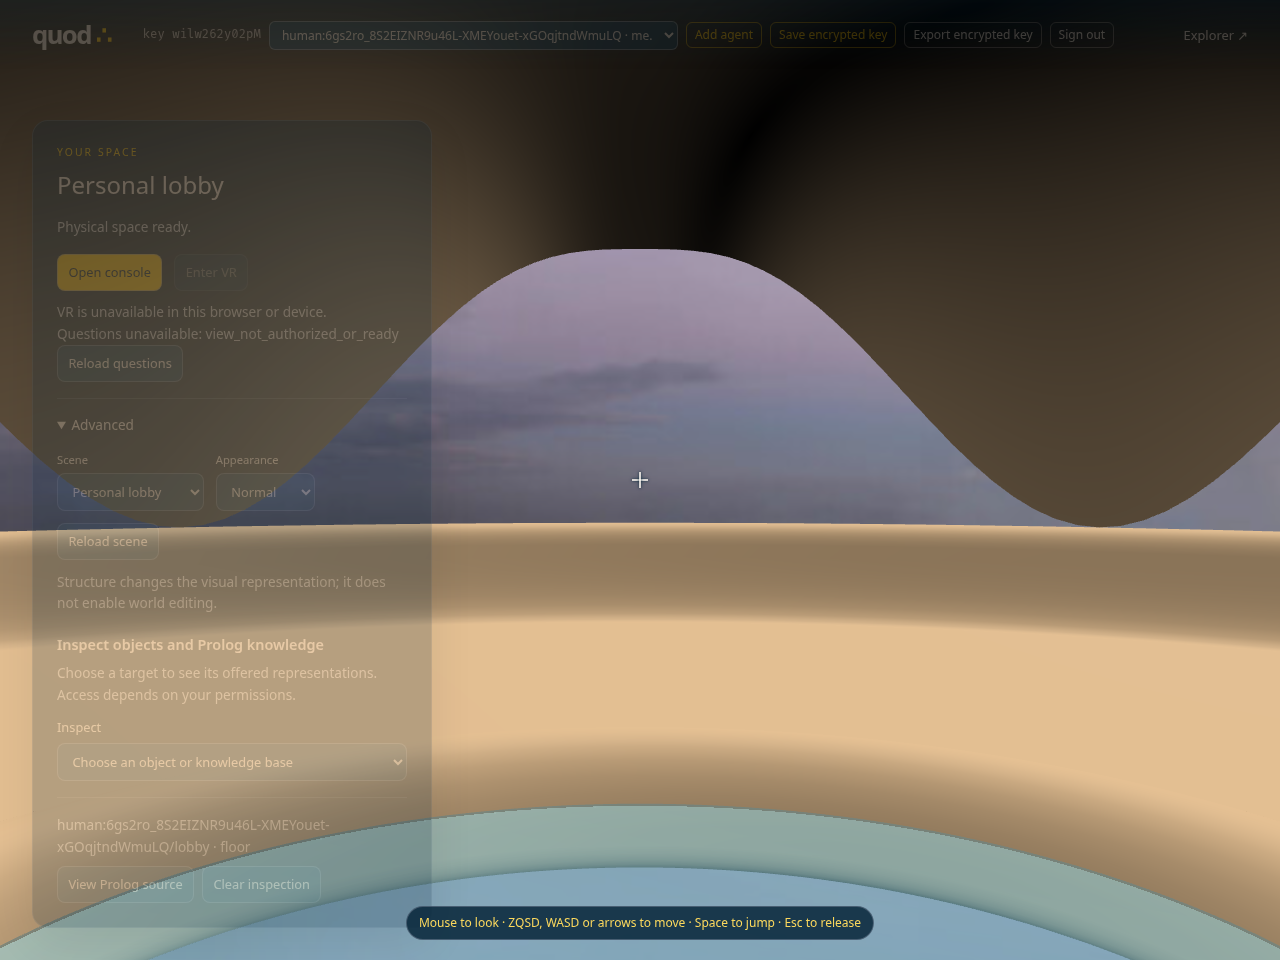 quod
key wilw262y02pM
human:6gs2ro_8S2EIZNR9u46L-XMEYouet-xGOqjtndWmuLQ · me.
Add agent
Save encrypted key
Export encrypted key
Sign out
Explorer ↗
YOUR SPACE
Personal lobby
Physical space ready.
Open console
Enter VR
VR is unavailable in this browser or device.
Questions unavailable: view_not_authorized_or_ready
Reload questions
▼ Advanced
Scene
Appearance
Personal lobby
Normal
Reload scene
Structure changes the visual representation; it does
not enable world editing.
Inspect objects and Prolog knowledge
Choose a target to see its offered representations.
Access depends on your permissions.
Inspect
Choose an object or knowledge base
human:6gs2ro_8S2EIZNR9u46L-XMEYouet-
xGOqjtndWmuLQ/lobby · floor
View Prolog source
Clear inspection
Mouse to look · ZQSD, WASD or arrows to move · Space to jump · Esc to release